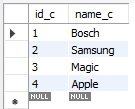 id_c name_c
1 Bosch
2 Samsung
3 Magic
4 Apple
NULL NULL